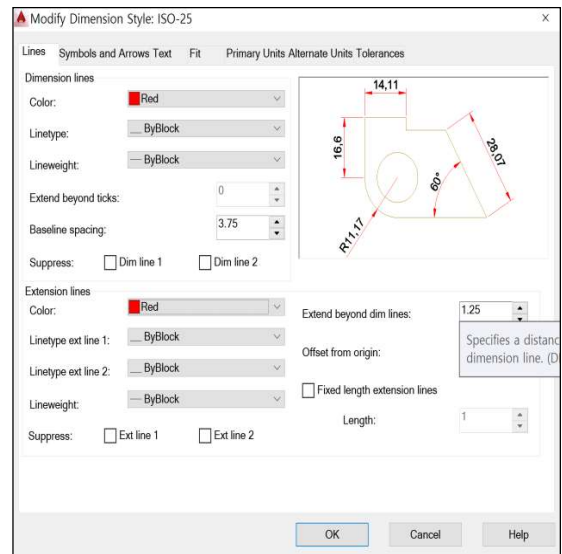 Modify Dimension Style: ISO-25
X
Lines Symbols and Arrows Text Fit Primary Units Alternate Units Tolerances
Dimension lines
Color: Red
Linetype: ByBlock
Lineweight: ByBlock
Extend beyond ticks: 0
Baseline spacing: 3.75
Suppress: Dim line 1 Dim line 2
14,11
16,6
28,07
60°
R11,17
Extension lines
Color: Red
Linetype ext line 1: ByBlock
Linetype ext line 2: ByBlock
Lineweight: ByBlock
Suppress: Ext line 1 Ext line 2
Extend beyond dim lines: 1.25
Specifies a distanc
dimension line. (D
Offset from origin:
Fixed length extension lines
Length: 1
OK Cancel Help